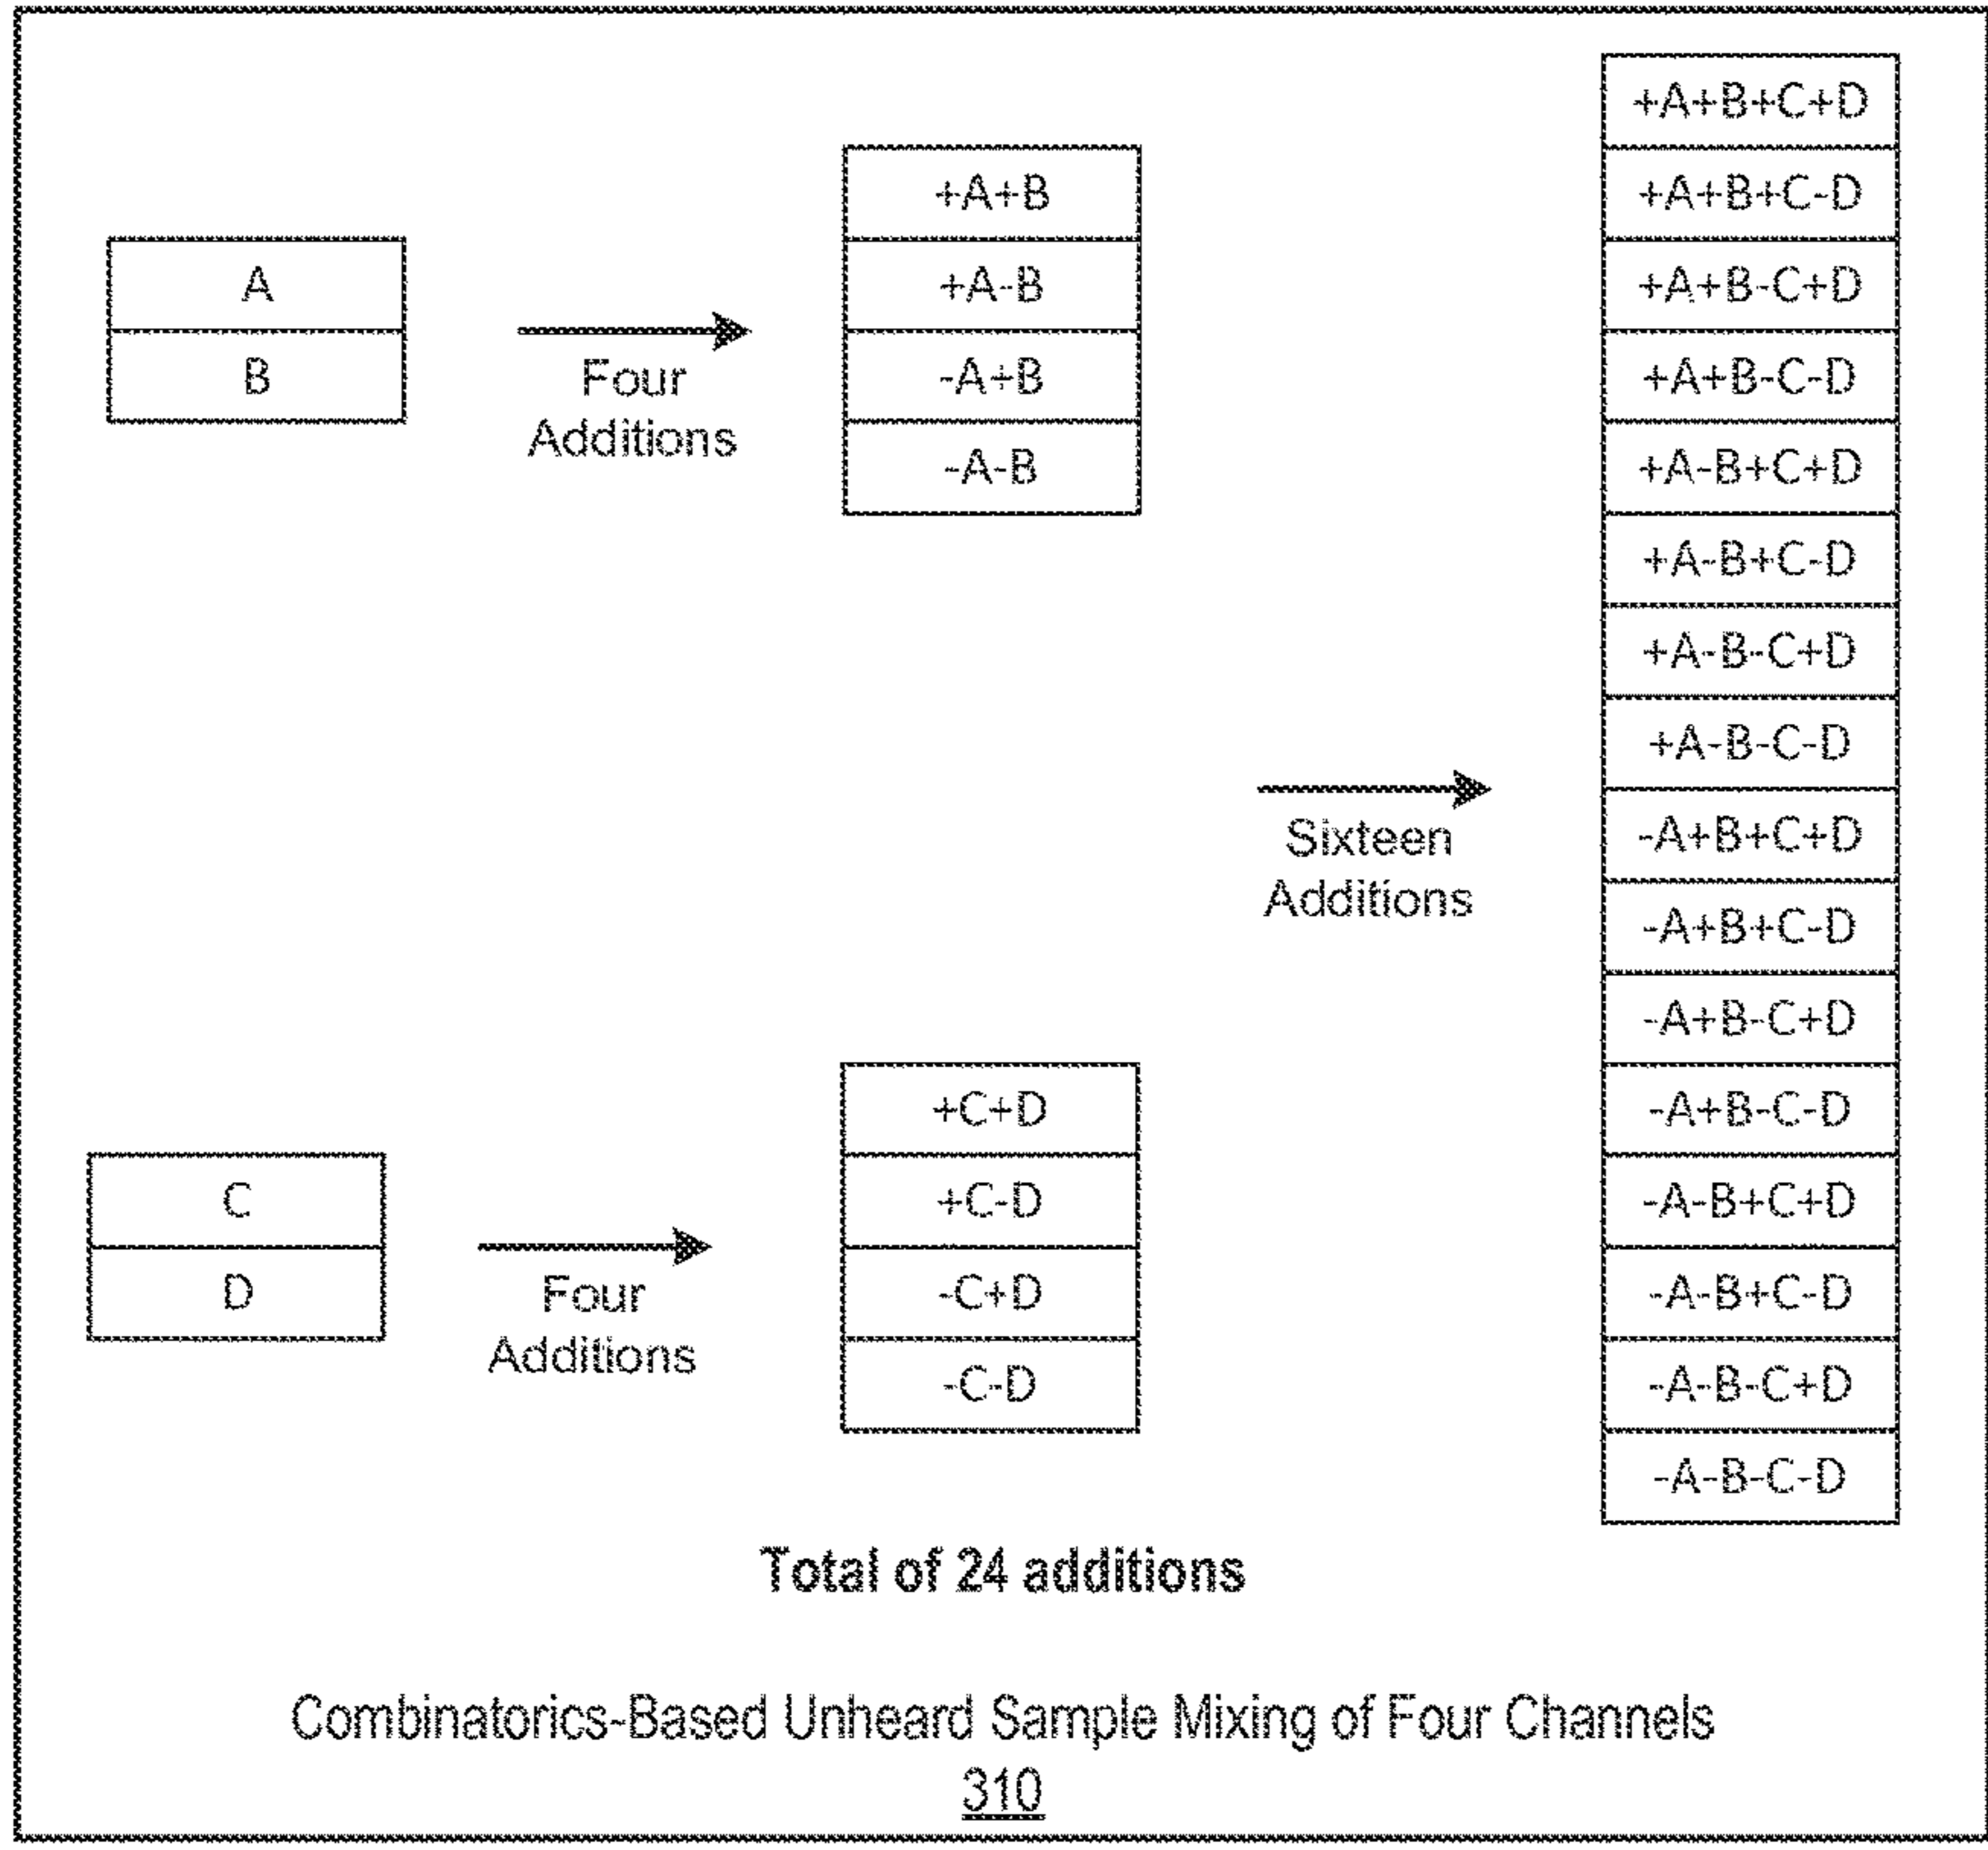 A
B
Four
Additions
+A+B
+A-B
-A+B
-A-B
C
D
Four
Additions
+C+D
+C-D
-C+D
-C-D
Sixteen
Additions
+A+B+C+D
+A+B+C-D
+A+B-C+D
+A+B-C-D
+A-B+C+D
+A-B+C-D
+A-B-C+D
+A-B-C-D
-A+B+C+D
-A+B+C-D
-A+B-C+D
-A+B-C-D
-A-B+C+D
-A-B+C-D
-A-B-C+D
-A-B-C-D
Total of 24 additions
Combinatorics-Based Unheard Sample Mixing of Four Channels
310